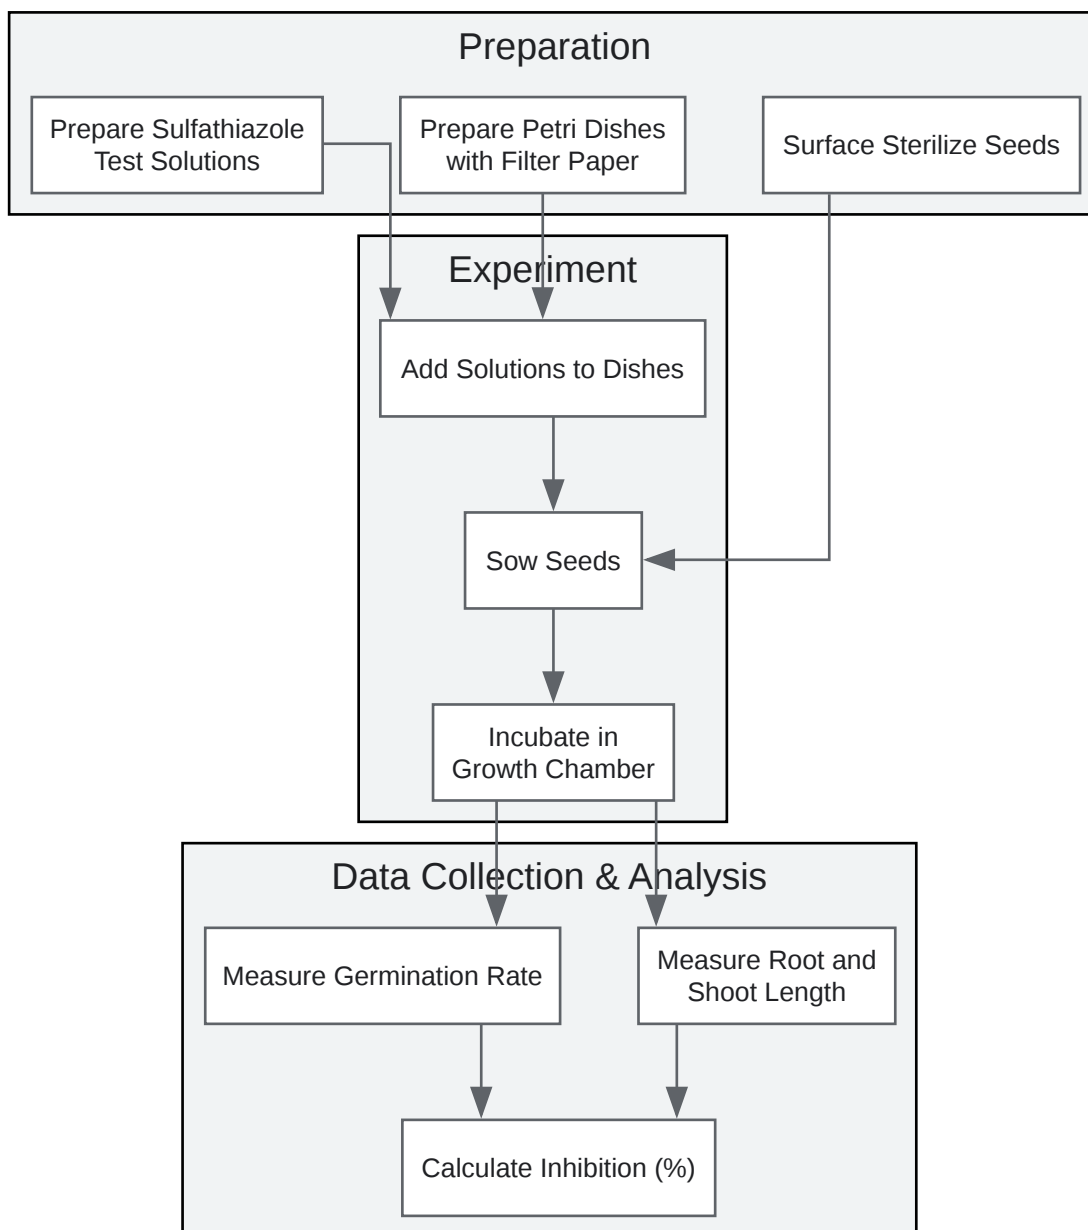 Preparation
Prepare Sulfathiazole
Test Solutions
Prepare Petri Dishes
with Filter Paper
Surface Sterilize Seeds
Experiment
Add Solutions to Dishes
Sow Seeds
Incubate in
Growth Chamber
Data Collection & Analysis
Measure Germination Rate
Measure Root and
Shoot Length
Calculate Inhibition (%)